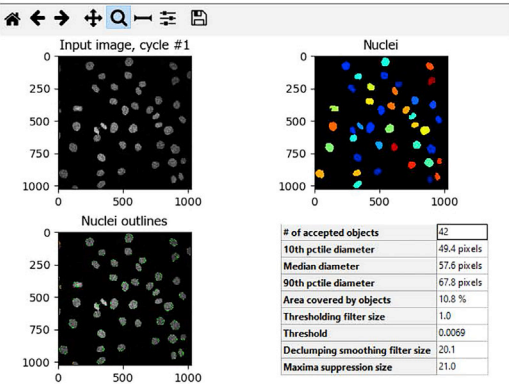 Input image, cycle #1
Nuclei
0
250
500
750
1000
0 500 1000
0
250
500
750
1000
0 500 1000
Nuclei outlines
0
250
500
750
1000
0 500 1000
# of accepted objects 42
10th pctile diameter 49.4 pixels
Median diameter 57.6 pixels
90th pctile diameter 67.8 pixels
Area covered by objects 10.8 %
Thresholding filter size 1.0
Threshold 0.0069
Declumping smoothing filter size 20.1
Maxima suppression size 21.0